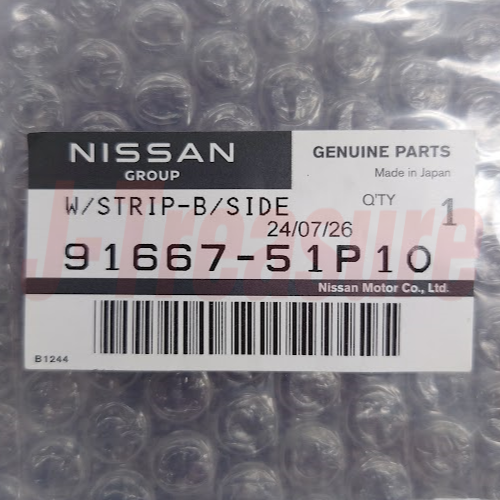 NISSAN
GROUP
GENUINE PARTS
Made in Japan
W/STRIP-B/SIDE
Q'TY 1
24/07/26
91667-51P10
Nissan Motor Co., Ltd.
B1244
J-Treasure